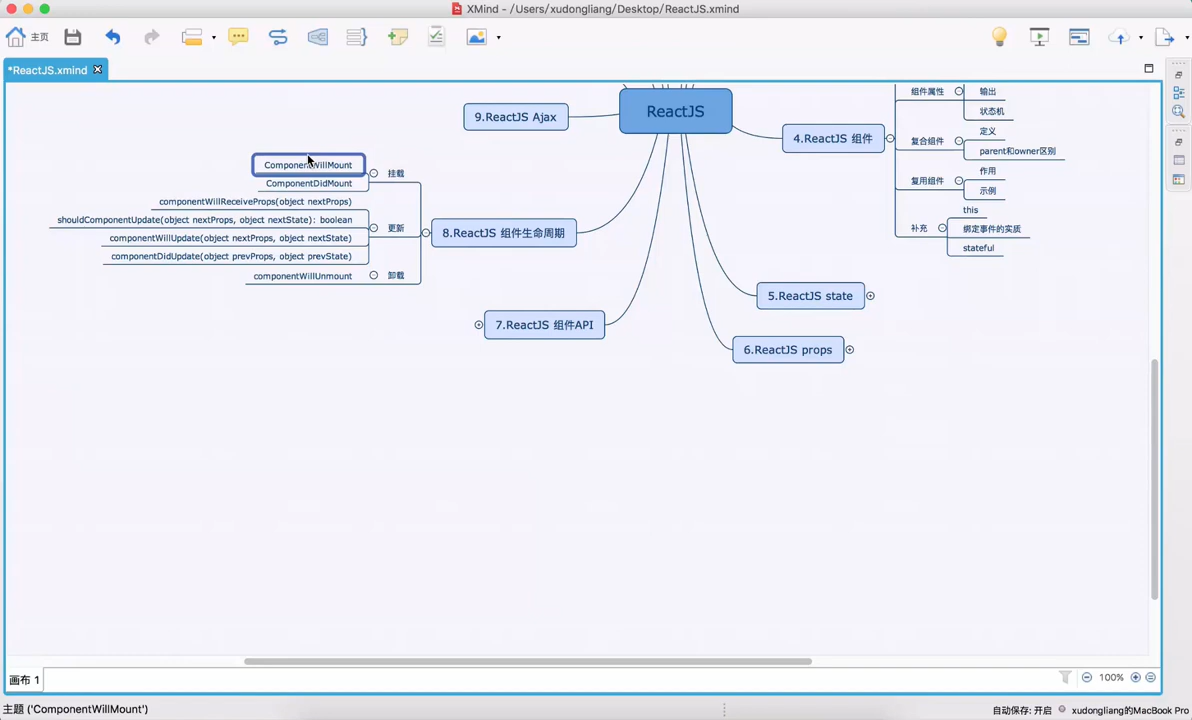 XMind - /Users/xudongliang/Desktop/ReactJS.xmind
主页
*ReactJS.xmind
ReactJS
9.ReactJS Ajax
4.ReactJS 组件
组件属性
输出
状态机
复合组件
定义
parent和owner区别
复用组件
作用
示例
补充
this
绑定事件的实质
stateful
ComponentWillMount
ComponentDidMount
挂载
componentWillReceiveProps(object nextProps)
shouldComponentUpdate(object nextProps, object nextState): boolean
componentWillUpdate(object nextProps, object nextState)
componentDidUpdate(object prevProps, object prevState)
更新
componentWillUnmount
卸载
8.ReactJS 组件生命周期
5.ReactJS state
7.ReactJS 组件API
6.ReactJS props
画布 1
100%
主题 ('ComponentWillMount')
自动保存: 开启
xudongliang的MacBook Pro